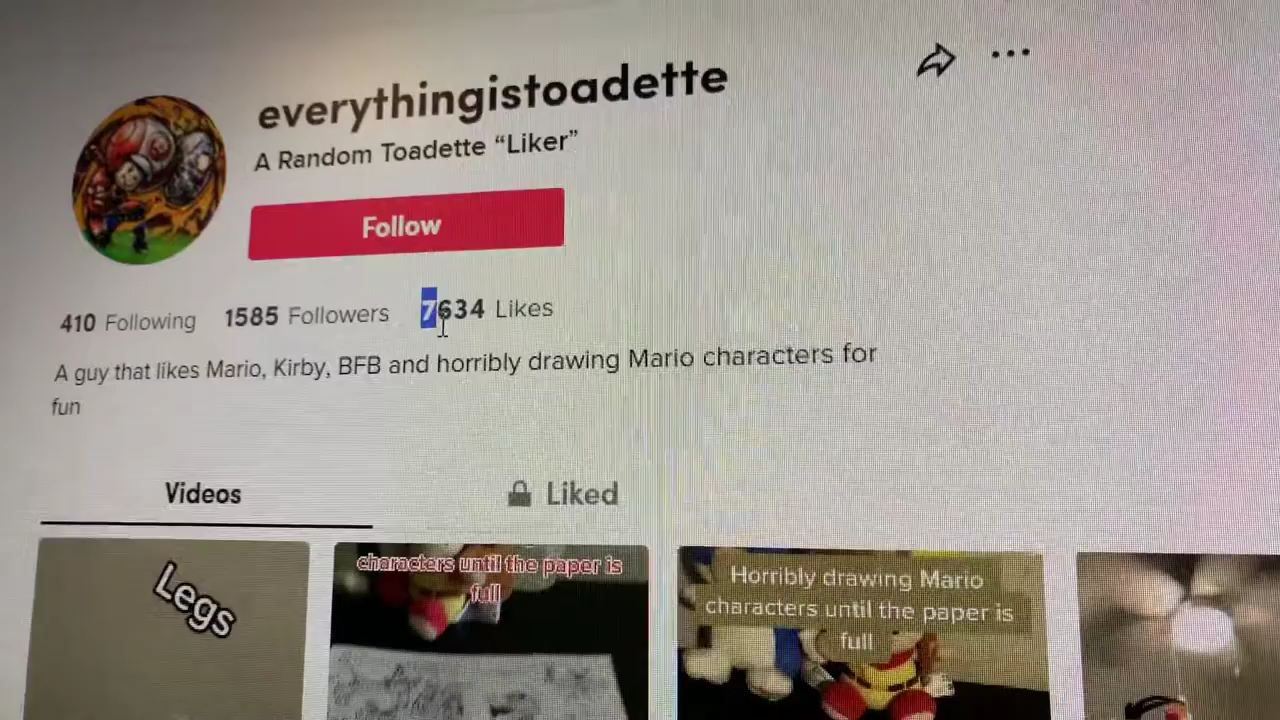 everythingistoadette
A Random Toadette “Liker”
Follow
410 Following 1585 Followers 7634 Likes
A guy that likes Mario, Kirby, BFB and horribly drawing Mario characters for
fun
Videos
Liked
Legs
characters until the paper is
full
Horribly drawing Mario
characters until the paper is
full